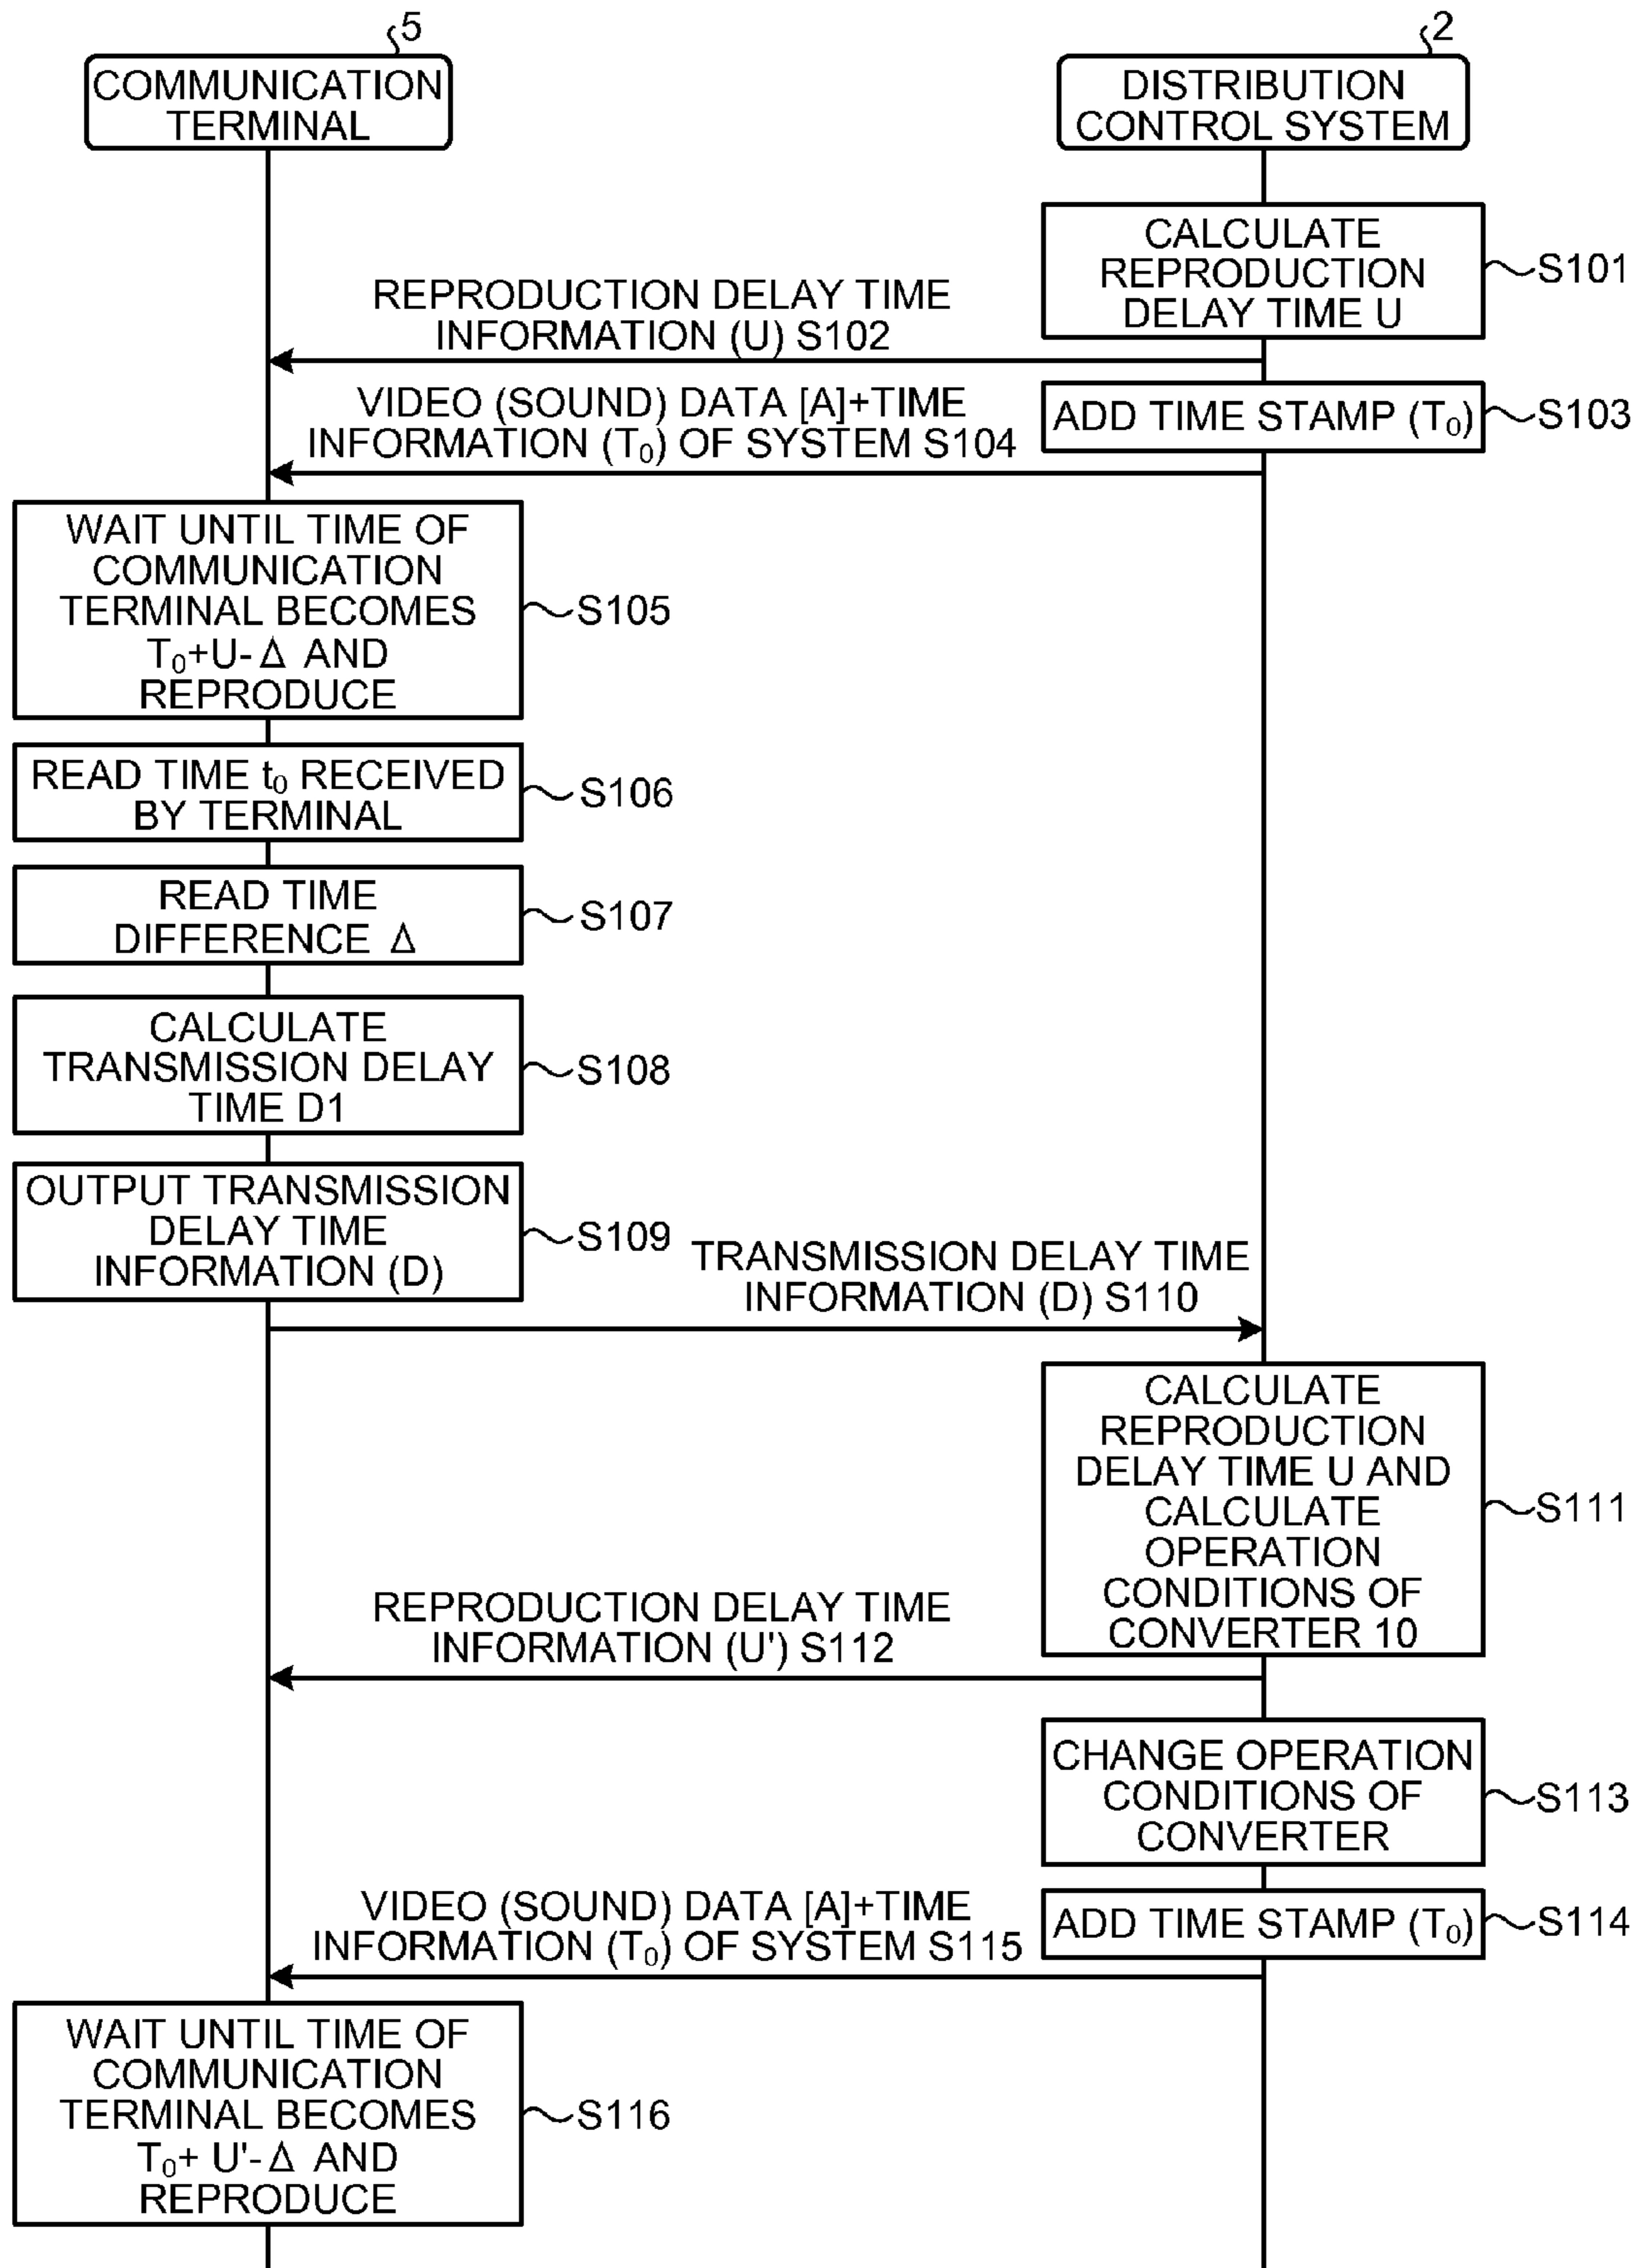 5
COMMUNICATION
TERMINAL
2
DISTRIBUTION
CONTROL SYSTEM
CALCULATE
REPRODUCTION
DELAY TIME U
S101
REPRODUCTION DELAY TIME
INFORMATION (U) S102
ADD TIME STAMP (T₀)
S103
VIDEO (SOUND) DATA [A]+TIME
INFORMATION (T₀) OF SYSTEM S104
WAIT UNTIL TIME OF
COMMUNICATION
TERMINAL BECOMES
T₀+U-Δ AND
REPRODUCE
S105
READ TIME t₀ RECEIVED
BY TERMINAL
S106
READ TIME
DIFFERENCE Δ
S107
CALCULATE
TRANSMISSION DELAY
TIME D1
S108
OUTPUT TRANSMISSION
DELAY TIME
INFORMATION (D)
S109
TRANSMISSION DELAY TIME
INFORMATION (D) S110
CALCULATE
REPRODUCTION
DELAY TIME U AND
CALCULATE
OPERATION
CONDITIONS OF
CONVERTER 10
S111
REPRODUCTION DELAY TIME
INFORMATION (U') S112
CHANGE OPERATION
CONDITIONS OF
CONVERTER
S113
ADD TIME STAMP (T₀)
S114
VIDEO (SOUND) DATA [A]+TIME
INFORMATION (T₀) OF SYSTEM S115
WAIT UNTIL TIME OF
COMMUNICATION
TERMINAL BECOMES
T₀+ U'-Δ AND
REPRODUCE
S116